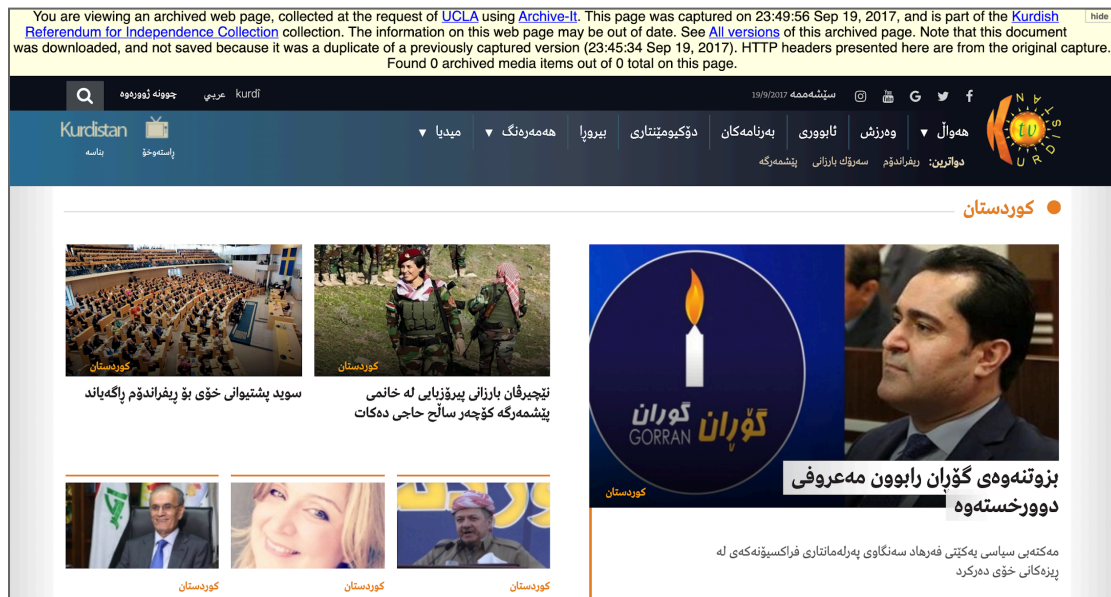 You are viewing an archived web page, collected at the request of UCLA using Archive-It. This page was captured on 23:49:56 Sep 19, 2017, and is part of the Kurdish
Referendum for Independence Collection collection. The information on this web page may be out of date. See All versions of this archived page. Note that this document
was downloaded, and not saved because it was a duplicate of a previously captured version (23:45:34 Sep 19, 2017). HTTP headers presented here are from the original capture.
Found 0 archived media items out of 0 total on this page.
hide
سێشەممە 19/9/2017
kurdî عربي چوونە ژوورەوە
KURDISTAN tv
هەواڵ ▼ وەرزش ئابووری بەرنامەکان دۆکیومێنتاری بیروڕا هەمەرەنگ ▼ میدیا ▼
دواترین: ریفراندۆم سەرۆك بارزانی پێشمەرگە
Kurdistan
ڕاستەوخۆ
بناسە
کوردستان
گۆڕان گوران
GORRAN
کوردستان
بزوتنەوەی گۆڕان رابوون مەعروفی
دوورخستەوە
مەکتەبی سیاسی یەکێتی فەرهاد سەنگاوی پەرلەمانتاری فراکسیۆنەکەی لە
ڕیزەکانی خۆی دەرکرد
کوردستان
نێچیرڤان بارزانی پیرۆزبایی لە خانمی
پێشمەرگە کۆچەر ساڵح حاجی دەکات
کوردستان
سوید پشتیوانی خۆی بۆ ڕیفراندۆم ڕاگەیاند
کوردستان
کوردستان
کوردستان